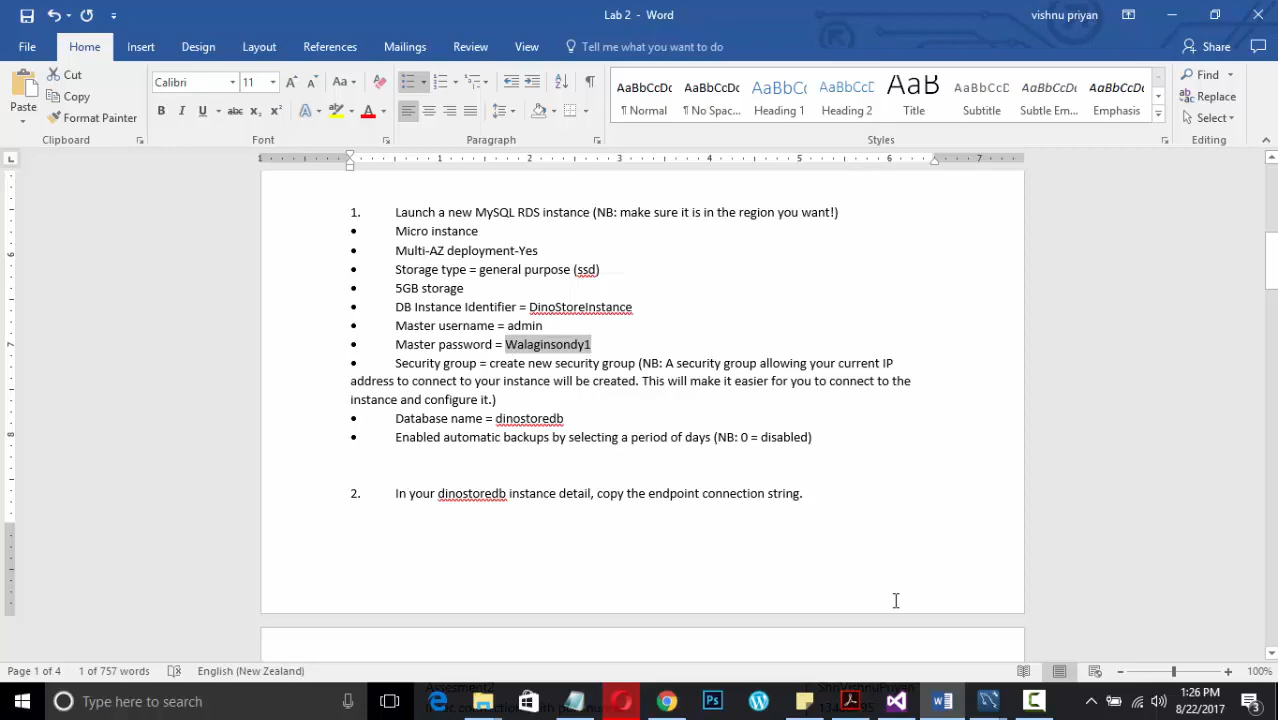 Lab 2 - Word
vishnu priyan
File
Home
Insert
Design
Layout
References
Mailings
Review
View
Tell me what you want to do
Share
Paste
Cut
Copy
Format Painter
Clipboard
Calibri
11
Font
Paragraph
AaBbCcDc
¶ Normal
AaBbCcDc
¶ No Spac...
AaBbCc
Heading 1
AaBbCcC
Heading 2
AaB
Title
AaBbCcC
Subtitle
AaBbCcDc
Subtle Em...
AaBbCcDc
Emphasis
Styles
Find
Replace
Select
Editing
1. Launch a new MySQL RDS instance (NB: make sure it is in the region you want!)
• Micro instance
• Multi-AZ deployment-Yes
• Storage type = general purpose (ssd)
• 5GB storage
• DB Instance Identifier = DinoStoreInstance
• Master username = admin
• Master password = Walaginsondy1
• Security group = create new security group (NB: A security group allowing your current IP
address to connect to your instance will be created. This will make it easier for you to connect to the
instance and configure it.)
• Database name = dinostoredb
• Enabled automatic backups by selecting a period of days (NB: 0 = disabled)
2. In your dinostoredb instance detail, copy the endpoint connection string.
Page 1 of 4
1 of 757 words
English (New Zealand)
100%
Type here to search
1:26 PM
8/22/2017